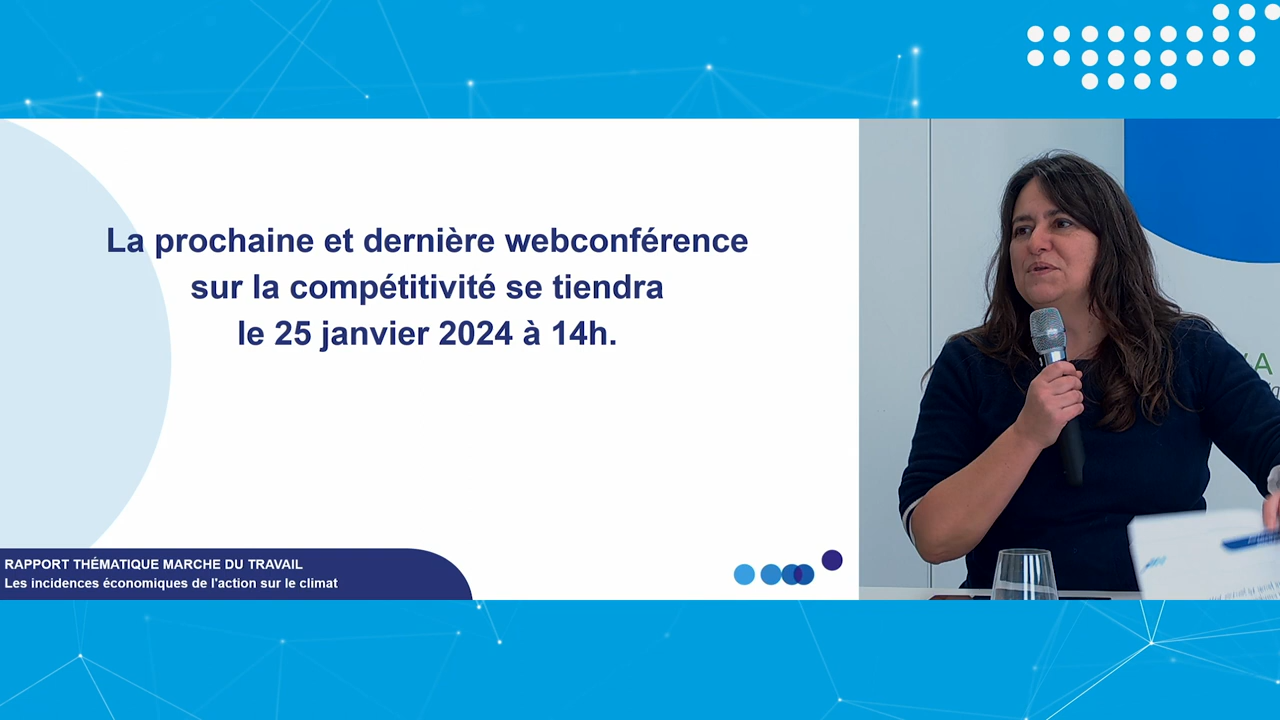 La prochaine et dernière webconférence
sur la compétitivité se tiendra
le 25 janvier 2024 à 14h.
RAPPORT THÉMATIQUE MARCHE DU TRAVAIL
Les incidences économiques de l'action sur le climat